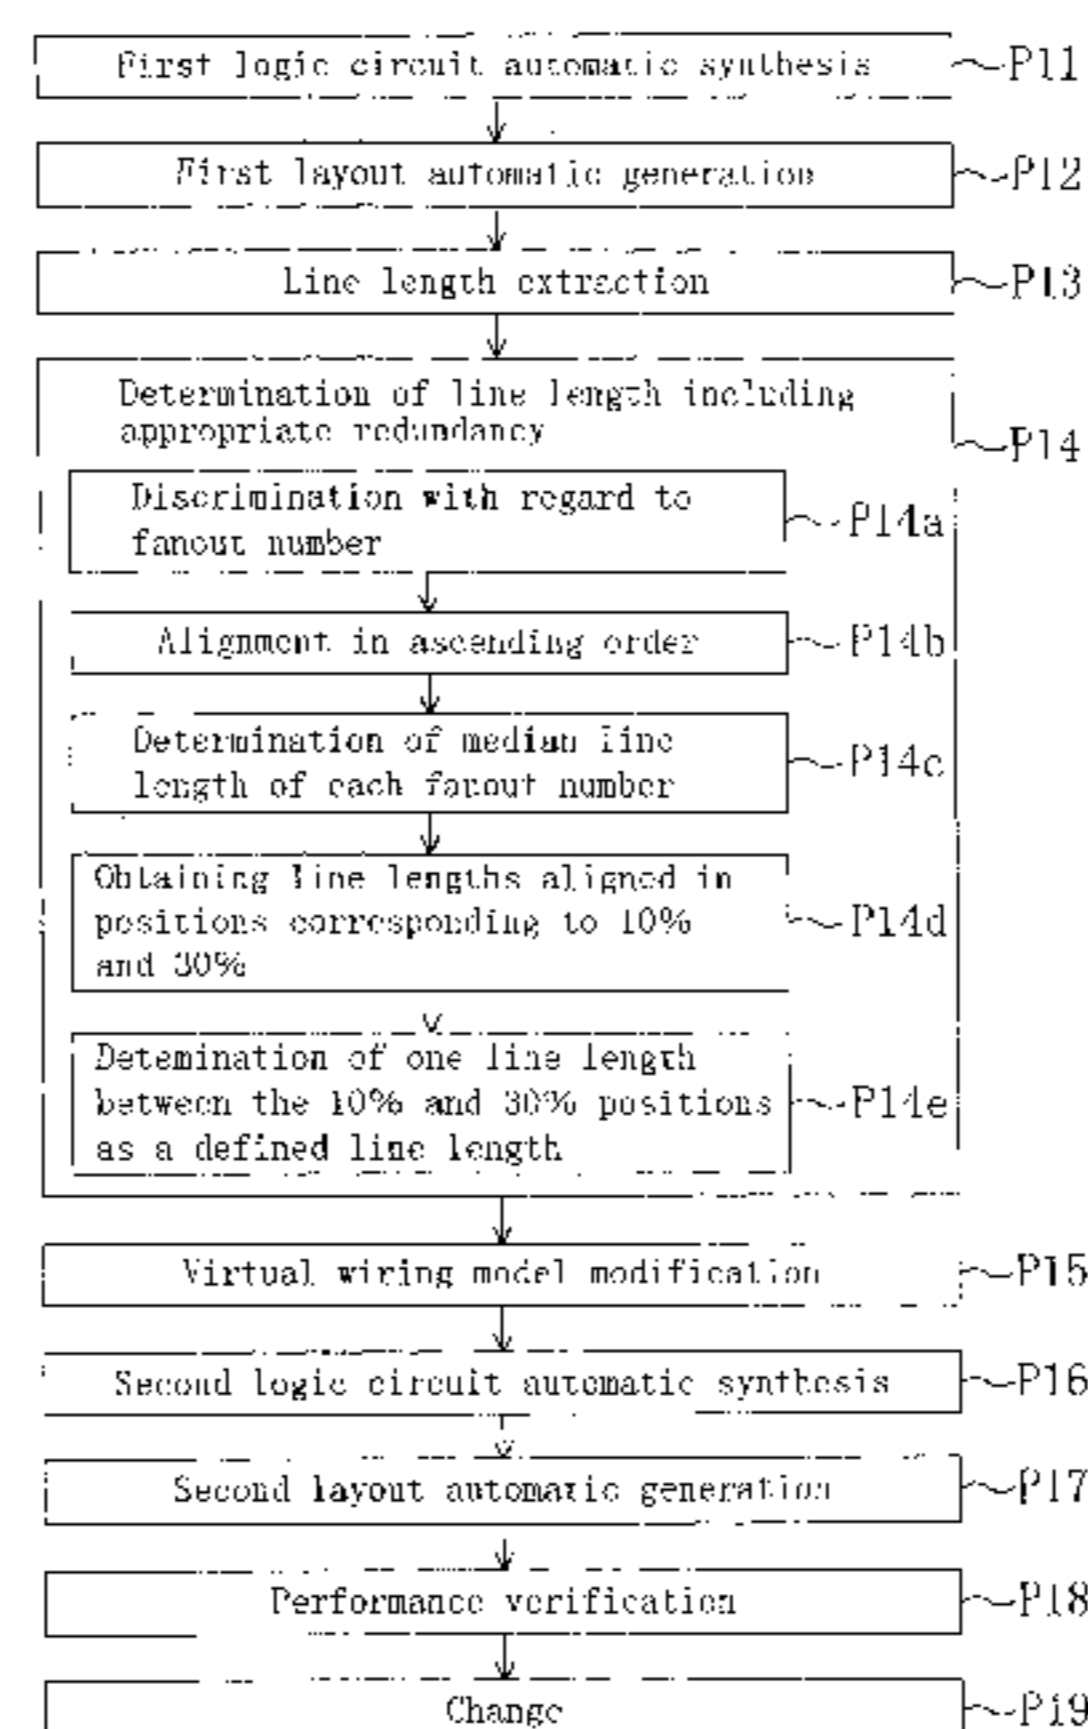 First logic circuit automatic synthesis
P11
First layout automatic generation
P12
Line length extraction
P13
Determination of line length including
appropriate redundancy
P14
Discrimination with regard to
fanout number
P14a
Alignment in ascending order
P14b
Determination of median line
length of each fanout number
P14c
Obtaining line lengths aligned in
positions corresponding to 10%
and 30%
P14d
Detemination of one line length
between the 10% and 30% positions
as a defined line length
P14e
Virtual wiring model modification
P15
Second logic circuit automatic synthesis
P16
Second layout automatic generation
P17
Performance verification
P18
Change
P19